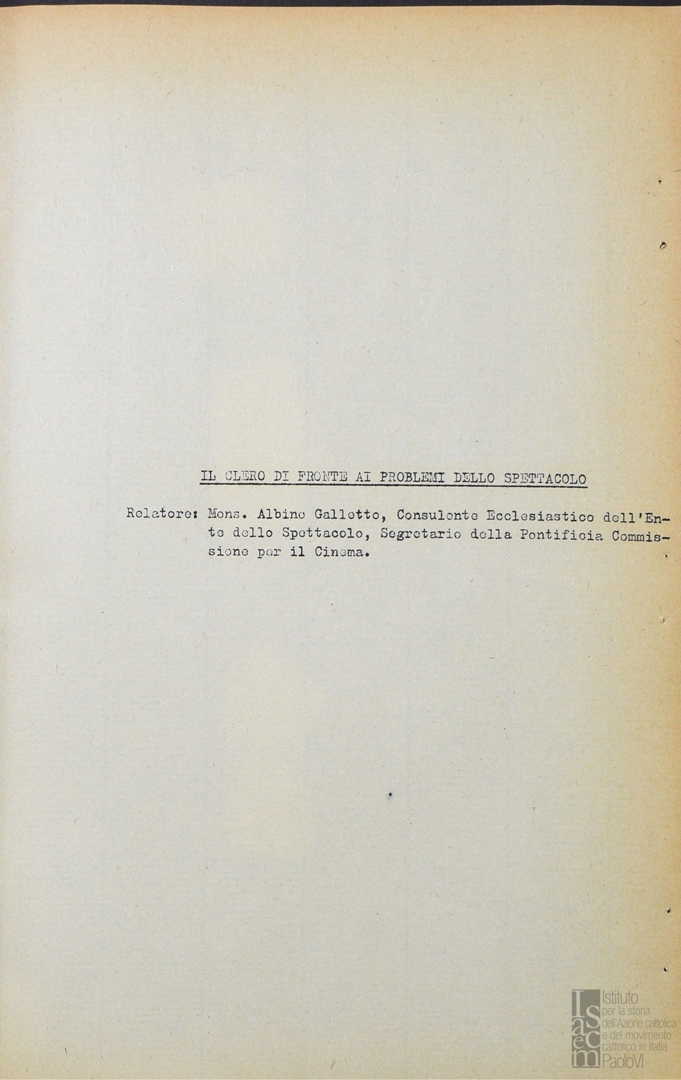 IL CLERO DI FRONTE AI PROBLEMI DELLO SPETTACOLO
Relatore: Mons. Albino Galletto, Consulente Ecclesiastico dell'En-
te dello Spettacolo, Segretario della Pontificia Commis-
sione per il Cinema.
Isacem
Istituto
per la storia
dell'Azione cattolica
e del movimento
cattolico in Italia
PaoloVI